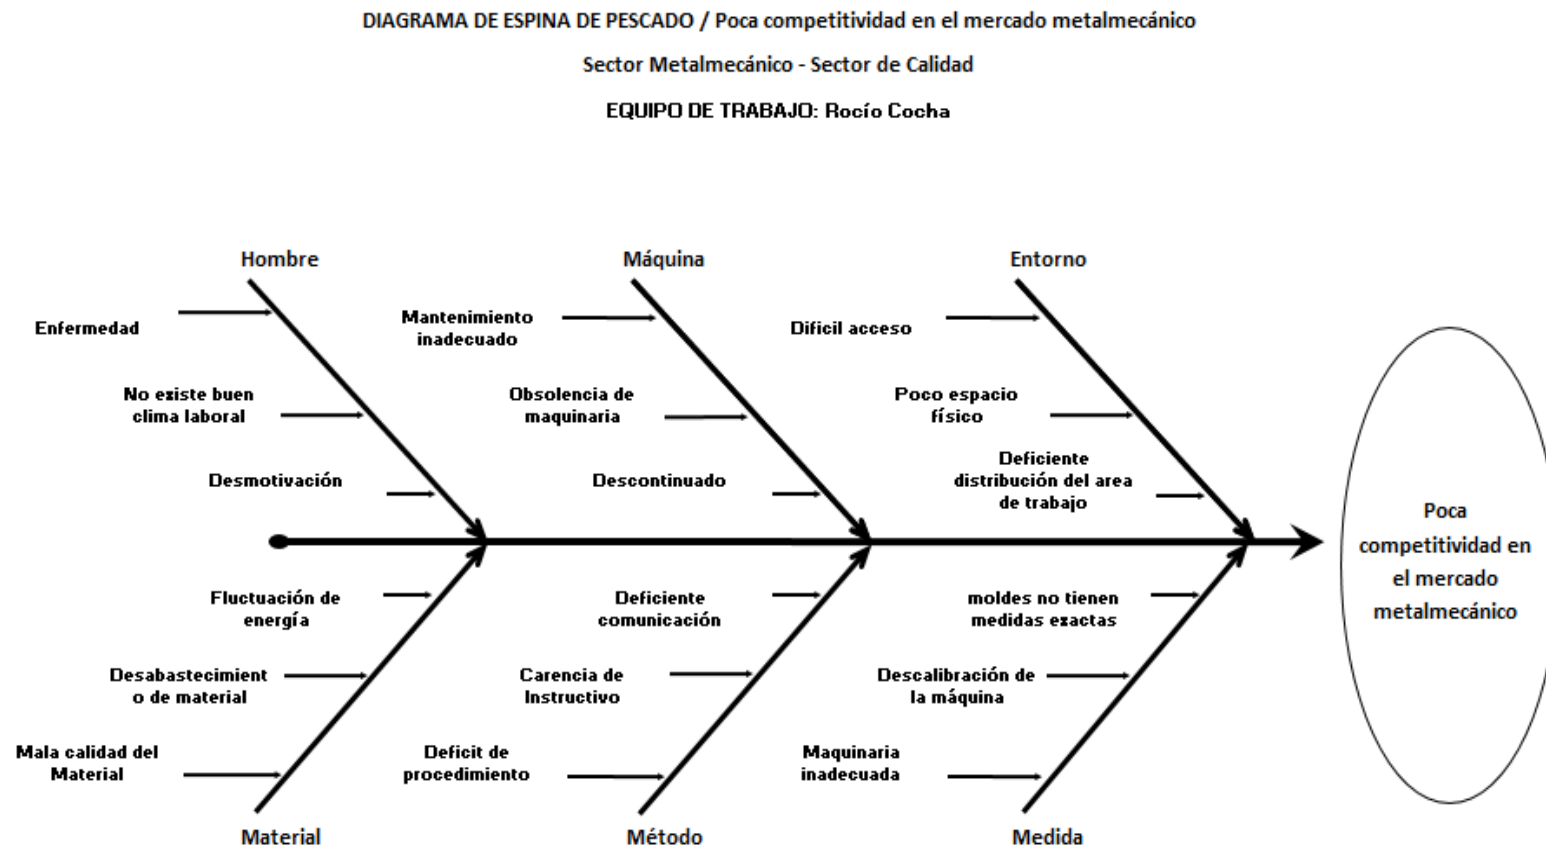 DIAGRAMA DE ESPINA DE PESCADO / Poca competitividad en el mercado metalmecánico
Sector Metalmecánico - Sector de Calidad
EQUIPO DE TRABAJO: Rocío Cocha
Hombre
Máquina
Entorno
Enfermedad
Mantenimiento
inadecuado
Dificil acceso
No existe buen
clima laboral
Obsolencia de
maquinaria
Poco espacio
físico
Desmotivación
Descontinuado
Deficiente
distribución del area
de trabajo
Poca
competitividad en
el mercado
metalmecánico
Fluctuación de
energía
Deficiente
comunicación
moldes no tienen
medidas exactas
Desabastecimient
o de material
Carencia de
Instructivo
Descalibración de
la máquina
Mala calidad del
Material
Deficit de
procedimiento
Maquinaria
inadecuada
Material
Método
Medida